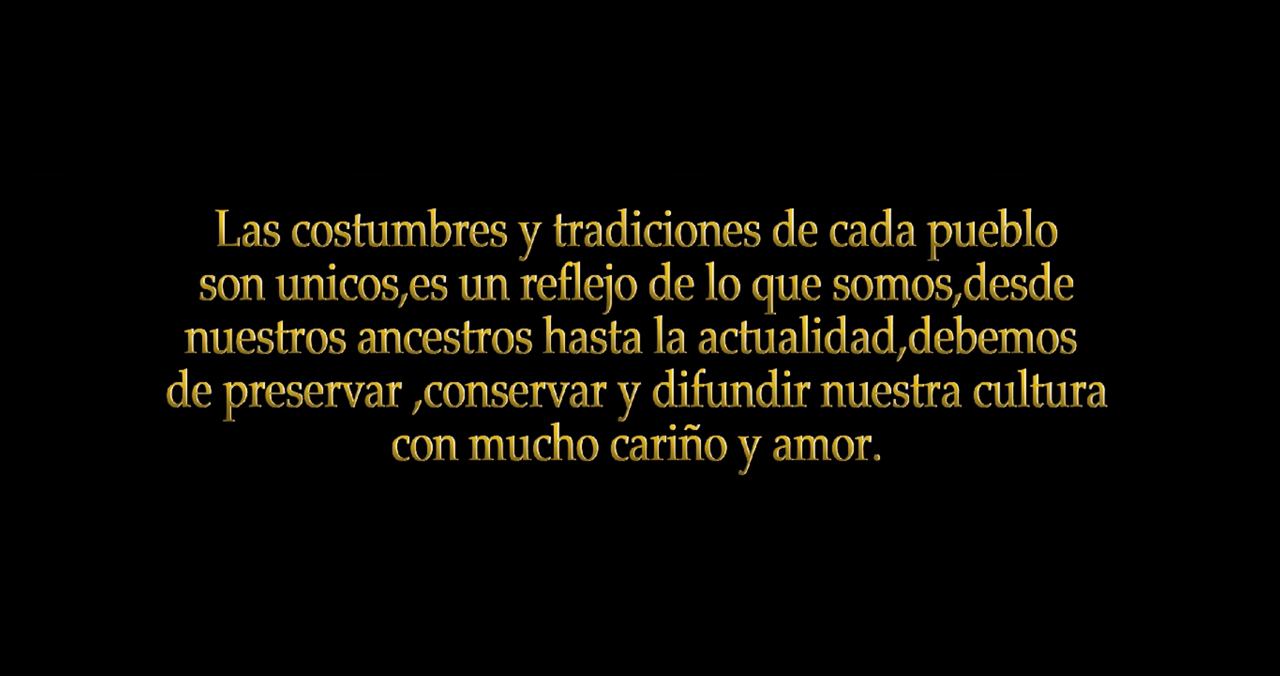 Las costumbres y tradiciones de cada pueblo
son unicos,es un reflejo de lo que somos,desde
nuestros ancestros hasta la actualidad,debemos
de preservar ,conservar y difundir nuestra cultura
con mucho cariño y amor.